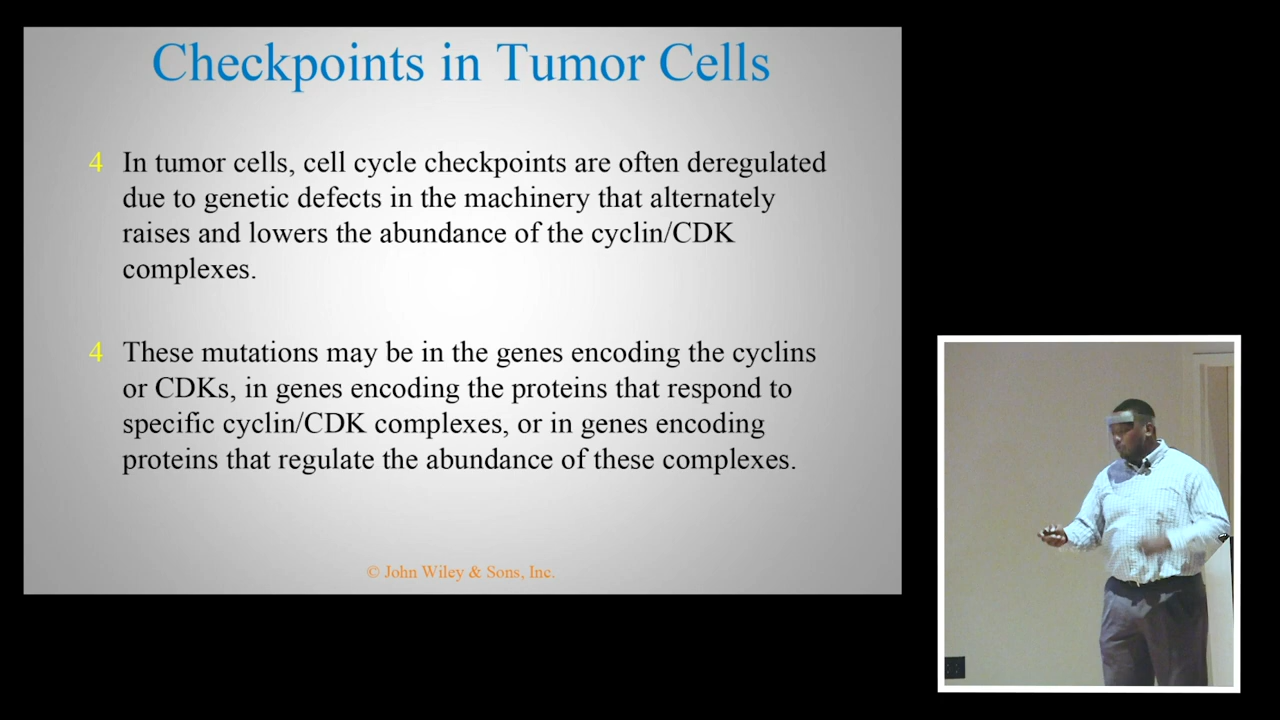 Checkpoints in Tumor Cells
4 In tumor cells, cell cycle checkpoints are often deregulated
due to genetic defects in the machinery that alternately
raises and lowers the abundance of the cyclin/CDK
complexes.
4 These mutations may be in the genes encoding the cyclins
or CDKs, in genes encoding the proteins that respond to
specific cyclin/CDK complexes, or in genes encoding
proteins that regulate the abundance of these complexes.
© John Wiley & Sons, Inc.